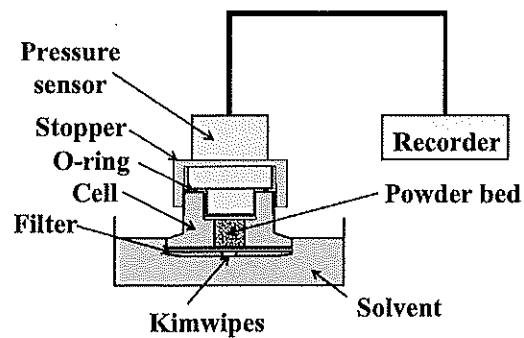 Pressure
sensor
Stopper
O-ring
Cell
Filter
Recorder
Powder bed
Solvent
Kimwipes